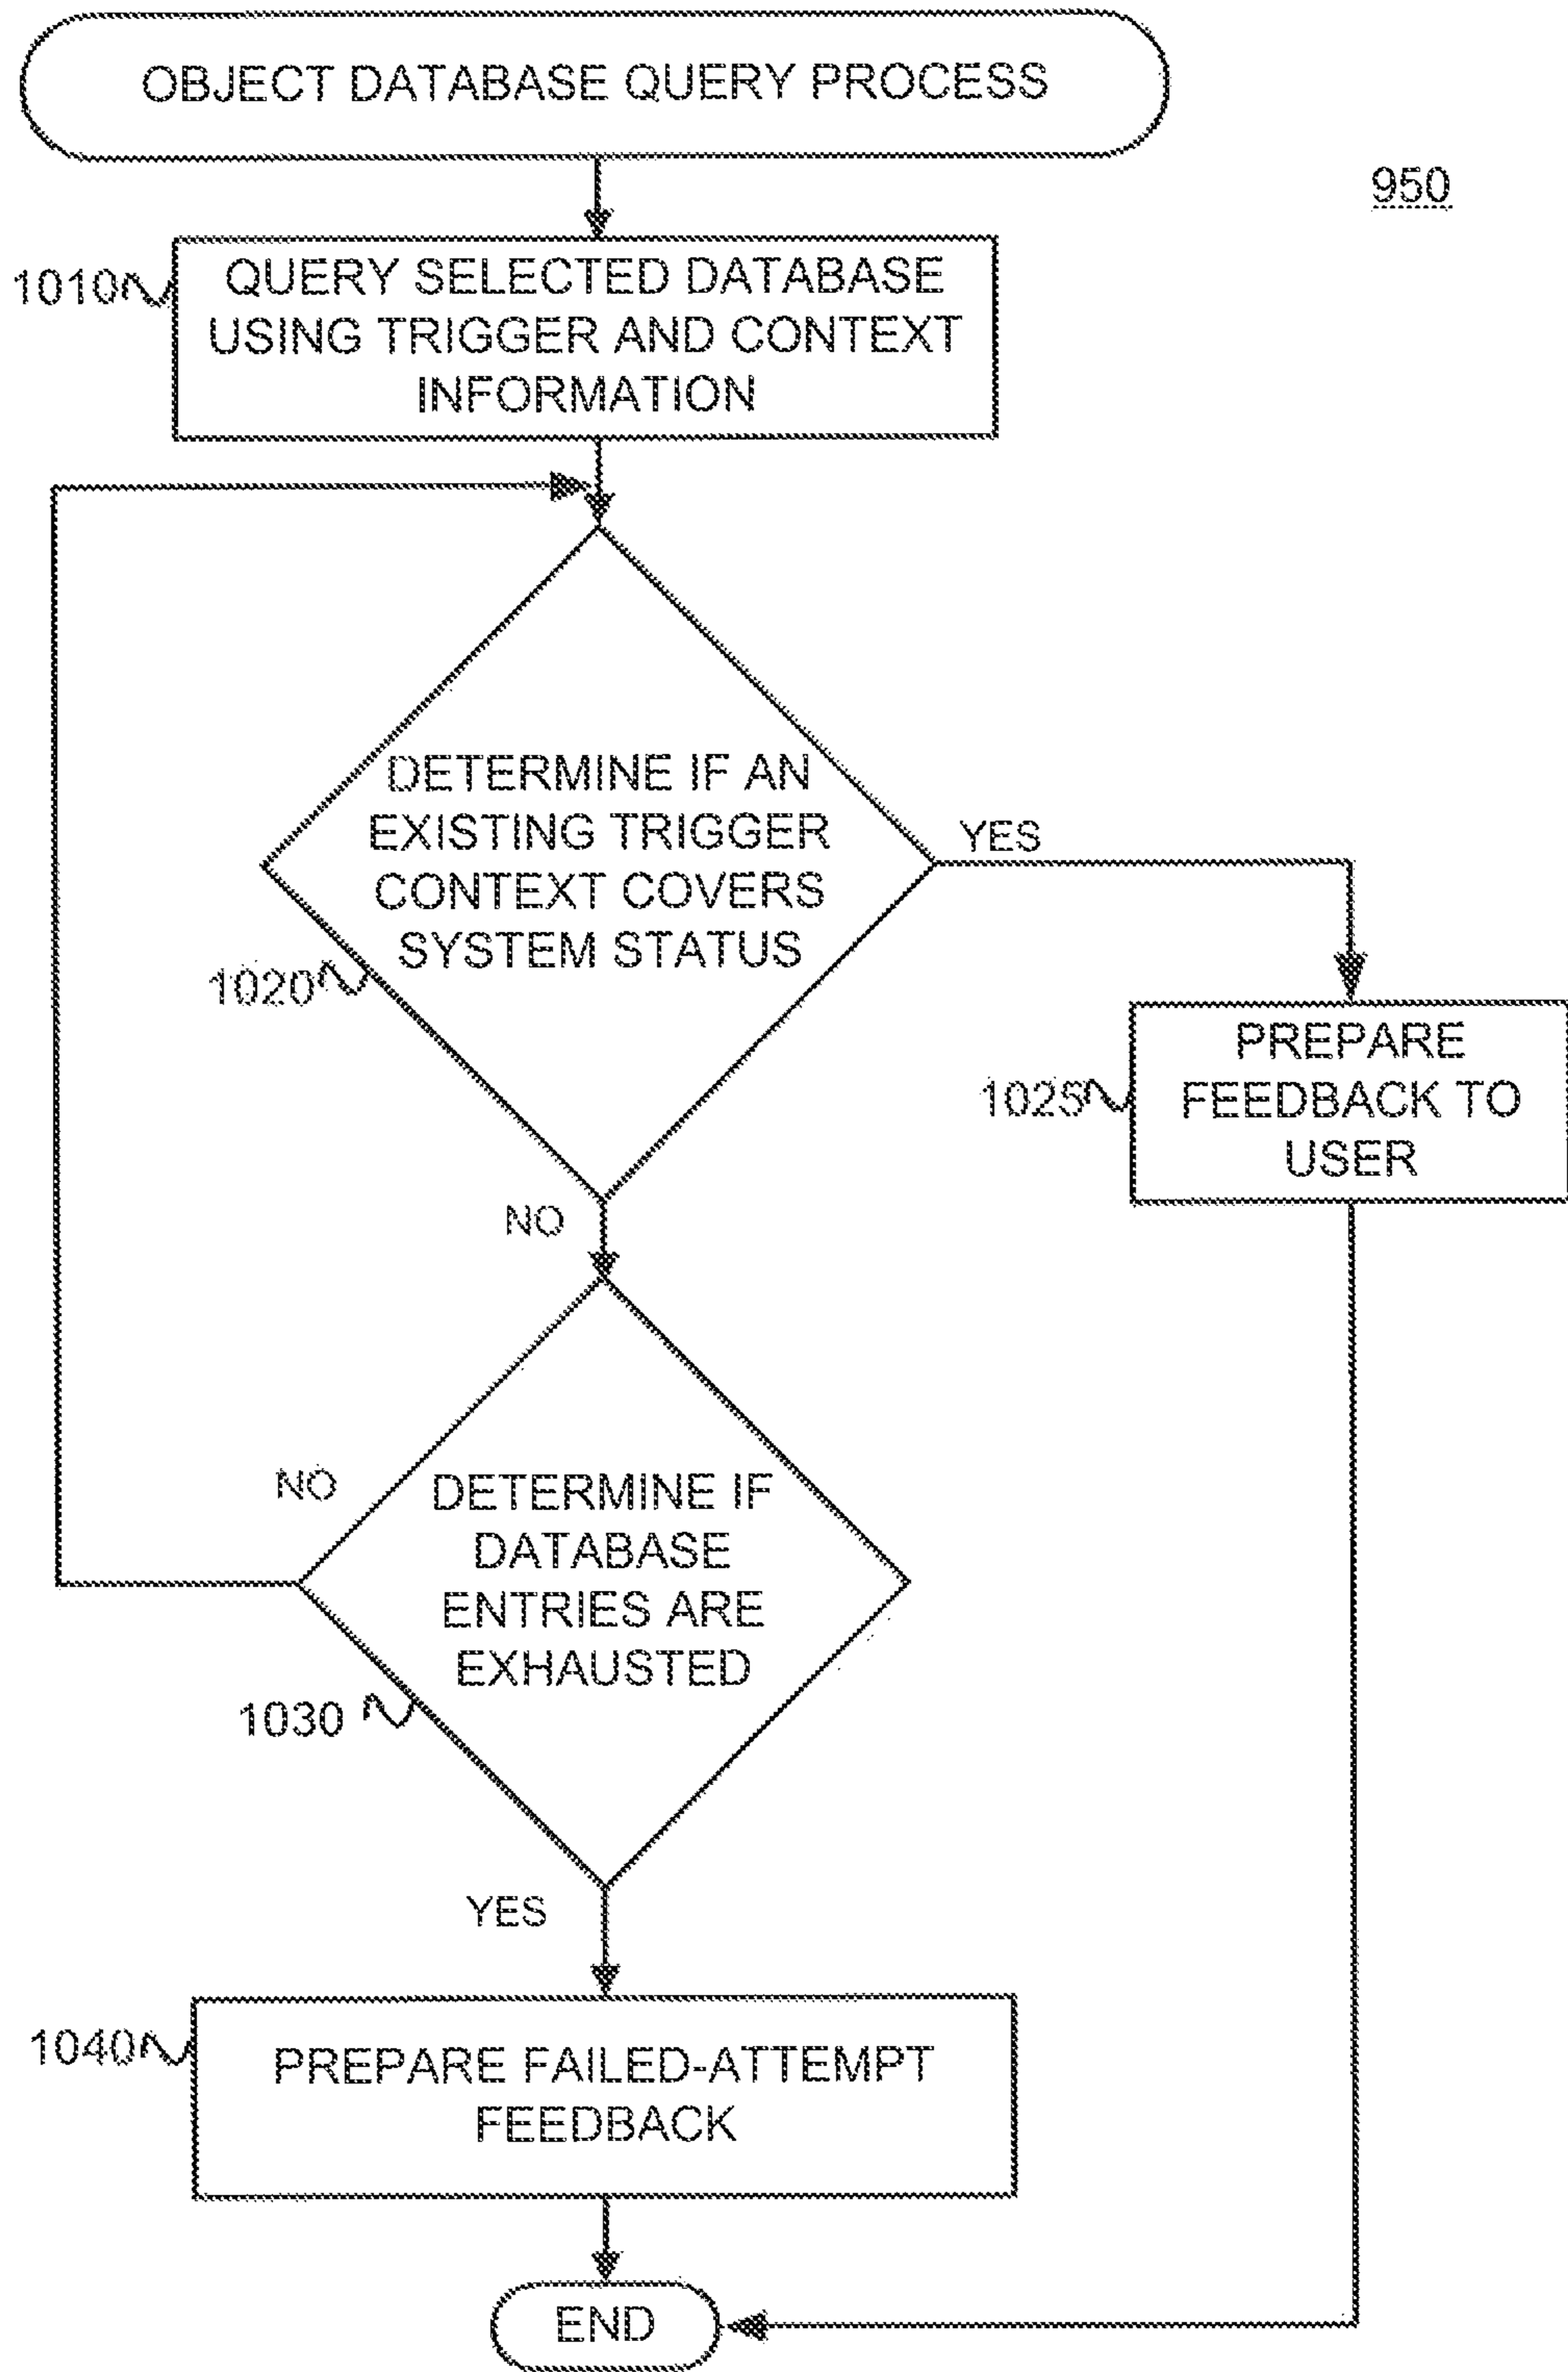 OBJECT DATABASE QUERY PROCESS
950
1010
QUERY SELECTED DATABASE
USING TRIGGER AND CONTEXT
INFORMATION
DETERMINE IF AN
EXISTING TRIGGER
CONTEXT COVERS
SYSTEM STATUS
YES
1020
PREPARE
FEEDBACK TO
USER
1025
NO
NO
DETERMINE IF
DATABASE
ENTRIES ARE
EXHAUSTED
1030
YES
1040
PREPARE FAILED-ATTEMPT
FEEDBACK
END